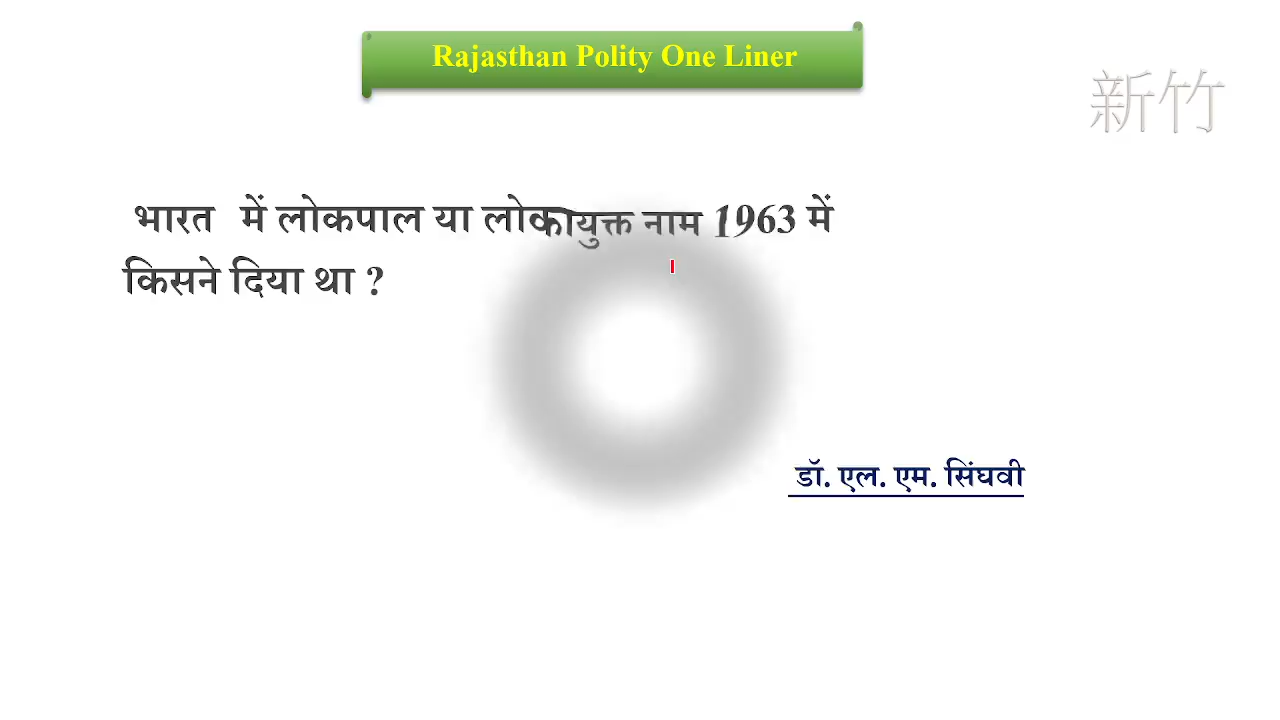 Rajasthan Polity One Liner
新竹
भारत में लोकपाल या लोकायुक्त नाम 1963 में
किसने दिया था ?
डॉ. एल. एम. सिंघवी